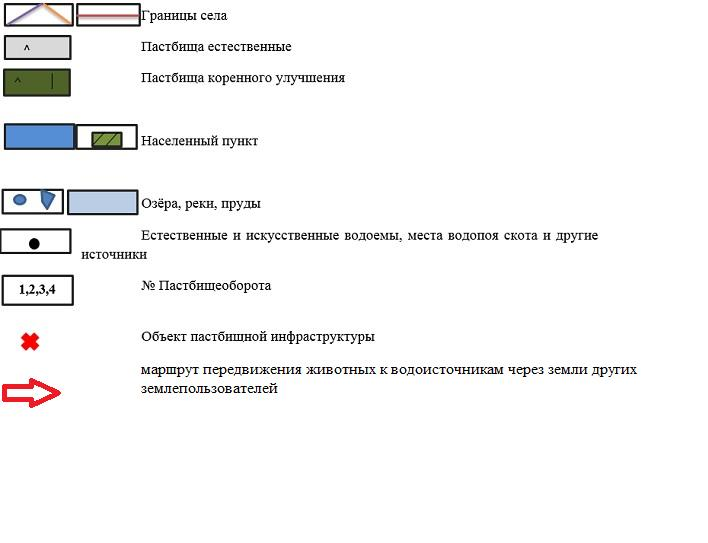 Границы села
^
Пастбища естественные
^
Пастбища коренного улучшения
Населенный пункт
Озёра, реки, пруды
Естественные и искусственные водоемы, места водопоя скота и другие
источники
1,2,3,4
№ Пастбищеоборота
Объект пастбищной инфраструктуры
маршрут передвижения животных к водоисточникам через земли других
землепользователей